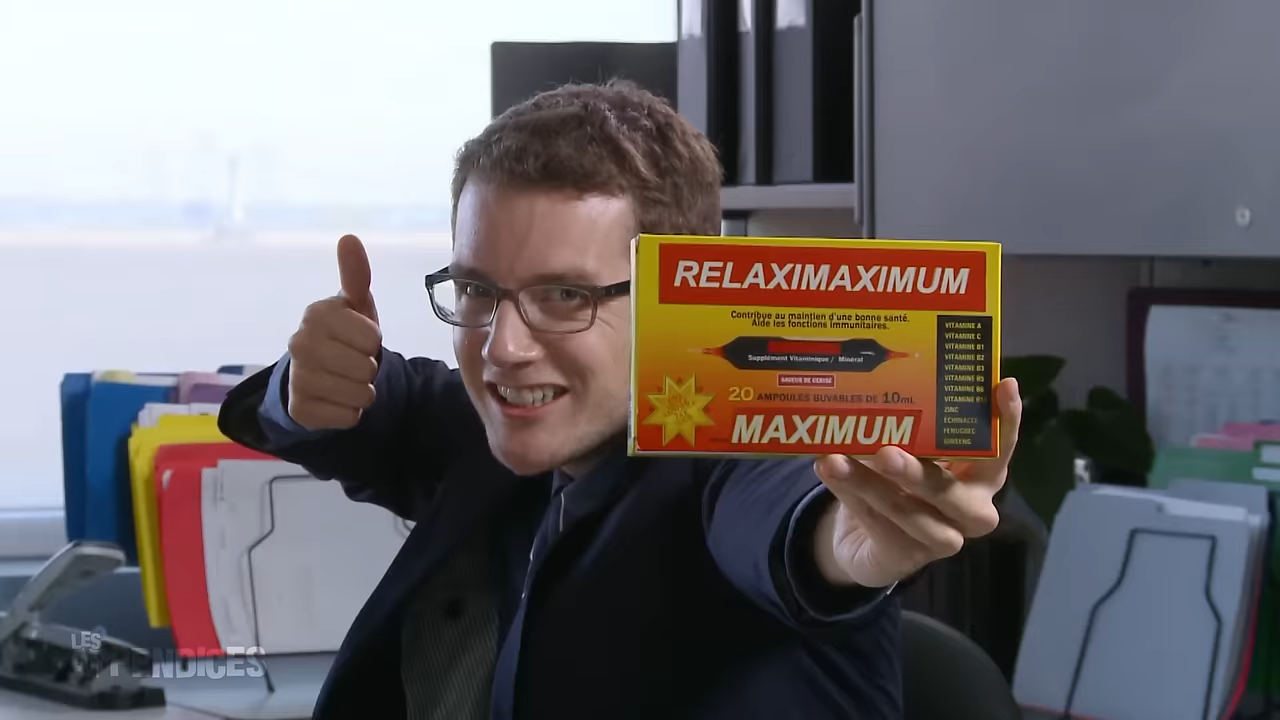 RELAXIMAXIMUM
Contribue au maintien d'une bonne santé.
Aide les fonctions immunitaires.
Supplément Vitaminique / Minéral
SAVEUR DE CERISE
20 AMPOULES BUVABLES DE 10mL
MAXIMUM
VITAMINE A
VITAMINE C
VITAMINE B1
VITAMINE B2
VITAMINE B3
VITAMINE B5
VITAMINE B6
ZINC
ÉCHINACÉE
FENUGREC
GINSENG
LES
APPENDICES